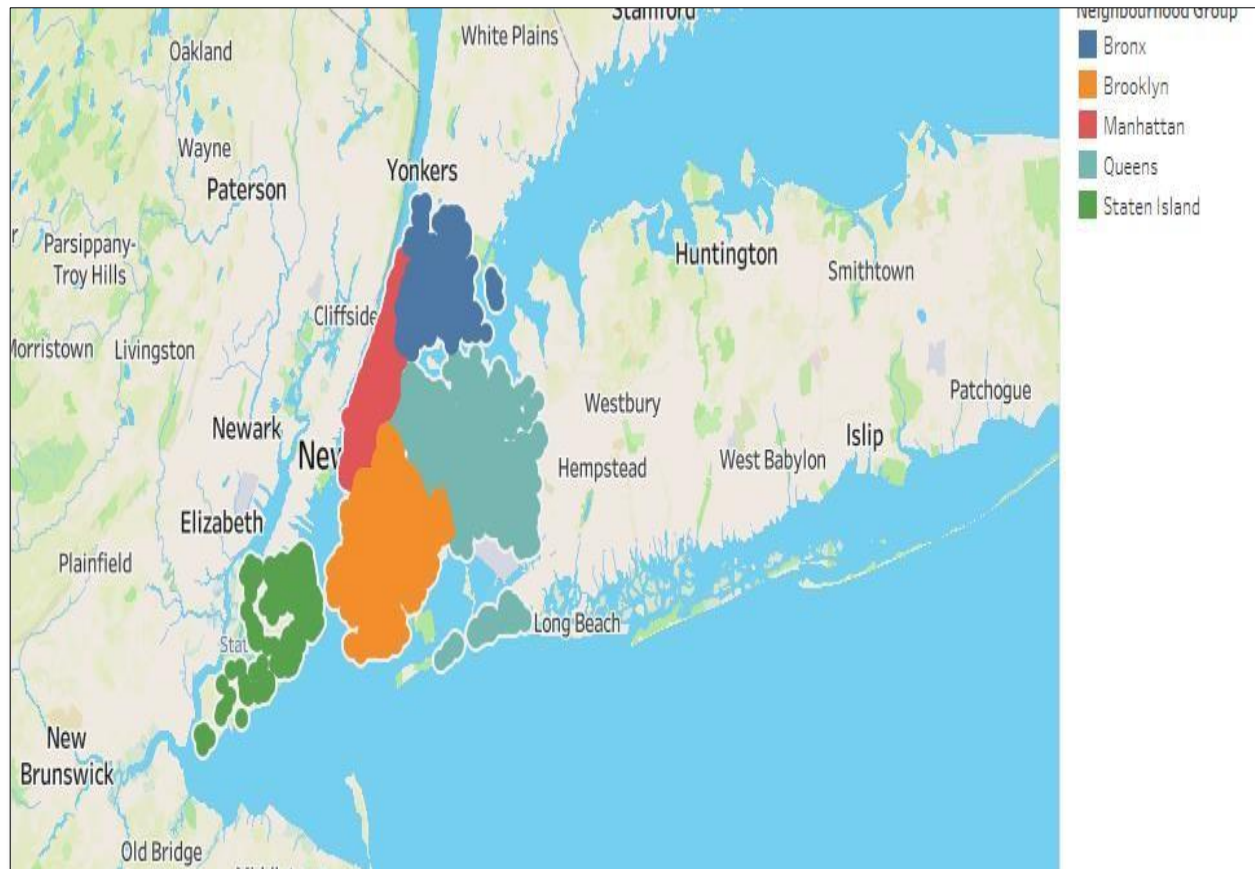 Stamford
Neighbourhood Group
White Plains
Oakland
Bronx
Brooklyn
Manhattan
Wayne
Yonkers
Queens
Paterson
Staten Island
Parsippany-
Troy Hills
Huntington
Smithtown
Cliffside
Morristown
Livingston
Patchogue
Westbury
Newark
Islip
New
Hempstead
West Babylon
Elizabeth
Plainfield
Long Beach
Stat
New
Brunswick
Old Bridge